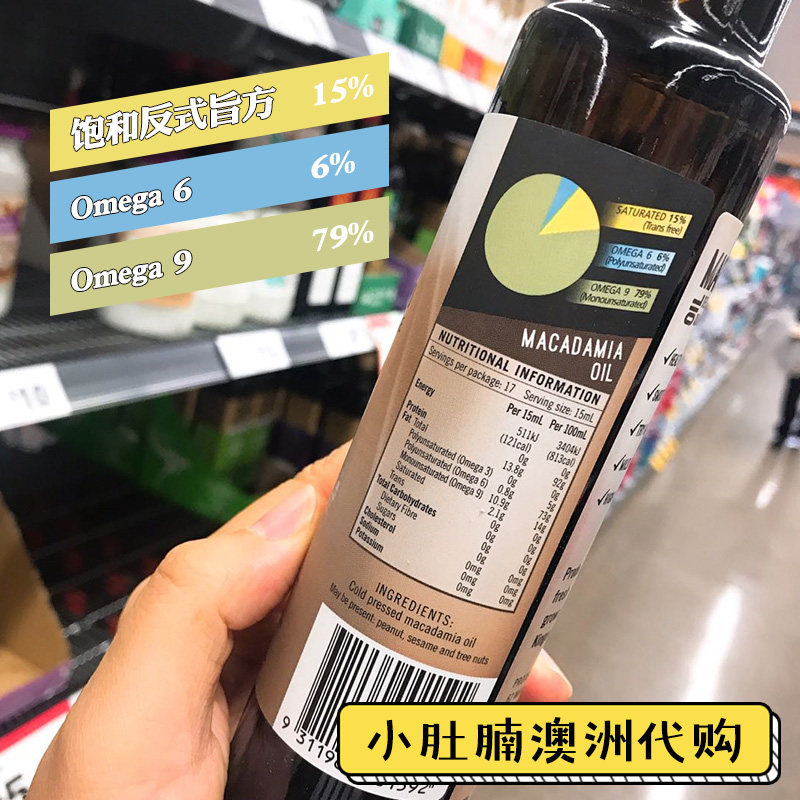 饱和反式旨方 15%
Omega 6 6%
Omega 9 79%
SATURATED 15%
(Trans free)
OMEGA 6 6%
(Polyunsaturated)
OMEGA 9 79%
(Monounsaturated)
MACADAMIA
OIL
NUTRITIONAL INFORMATION
Servings per package: 17 Serving size: 15mL
Per 15mL Per 100mL
Energy 511kJ 3404kJ
(121cal) (813cal)
Protein 0g 0g
Fat Total 13.8g 92g
Polyunsaturated (Omega 3) 0g 0g
Polyunsaturated (Omega 6) 0.8g 5g
Monounsaturated (Omega 9) 10.9g 73g
Saturated 2.1g 14g
Trans 0g 0g
Total Carbohydrates 0g 0g
Dietary Fibre 0g 0g
Sugars 0g 0g
Cholesterol 0mg 0mg
Sodium 0mg 0mg
Potassium 0mg 0mg
INGREDIENTS:
Cold pressed macadamia oil
May be present: peanut, sesame and tree nuts
OIL
小肚腩澳洲代购